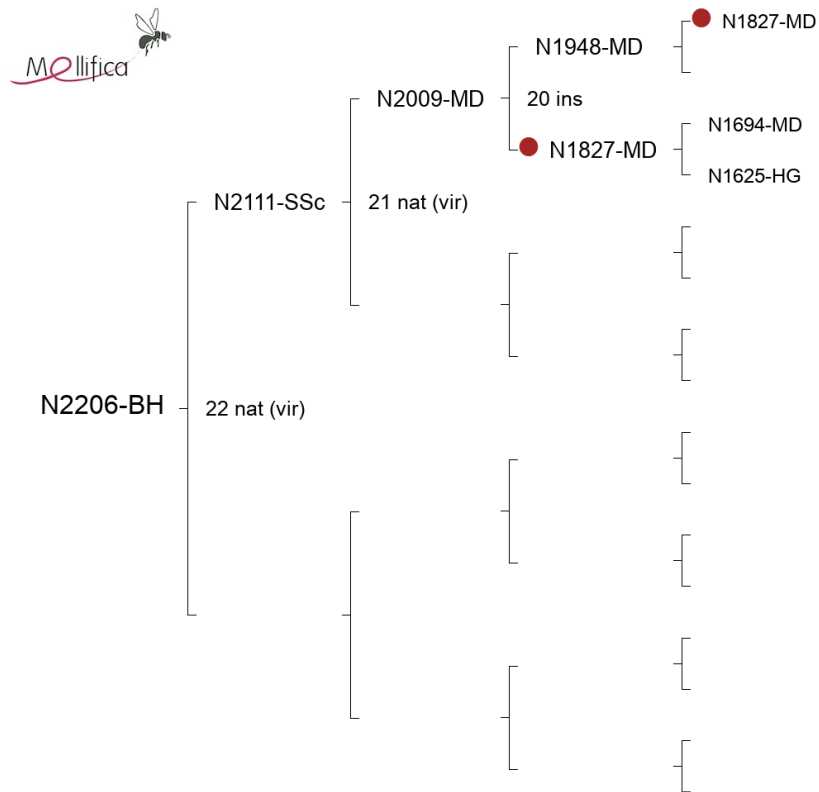 Mellifica
N1827-MD
N1948-MD
N2009-MD
20 ins
N1694-MD
N1827-MD
N1625-HG
N2111-SSc
21 nat (vir)
N2206-BH
22 nat (vir)